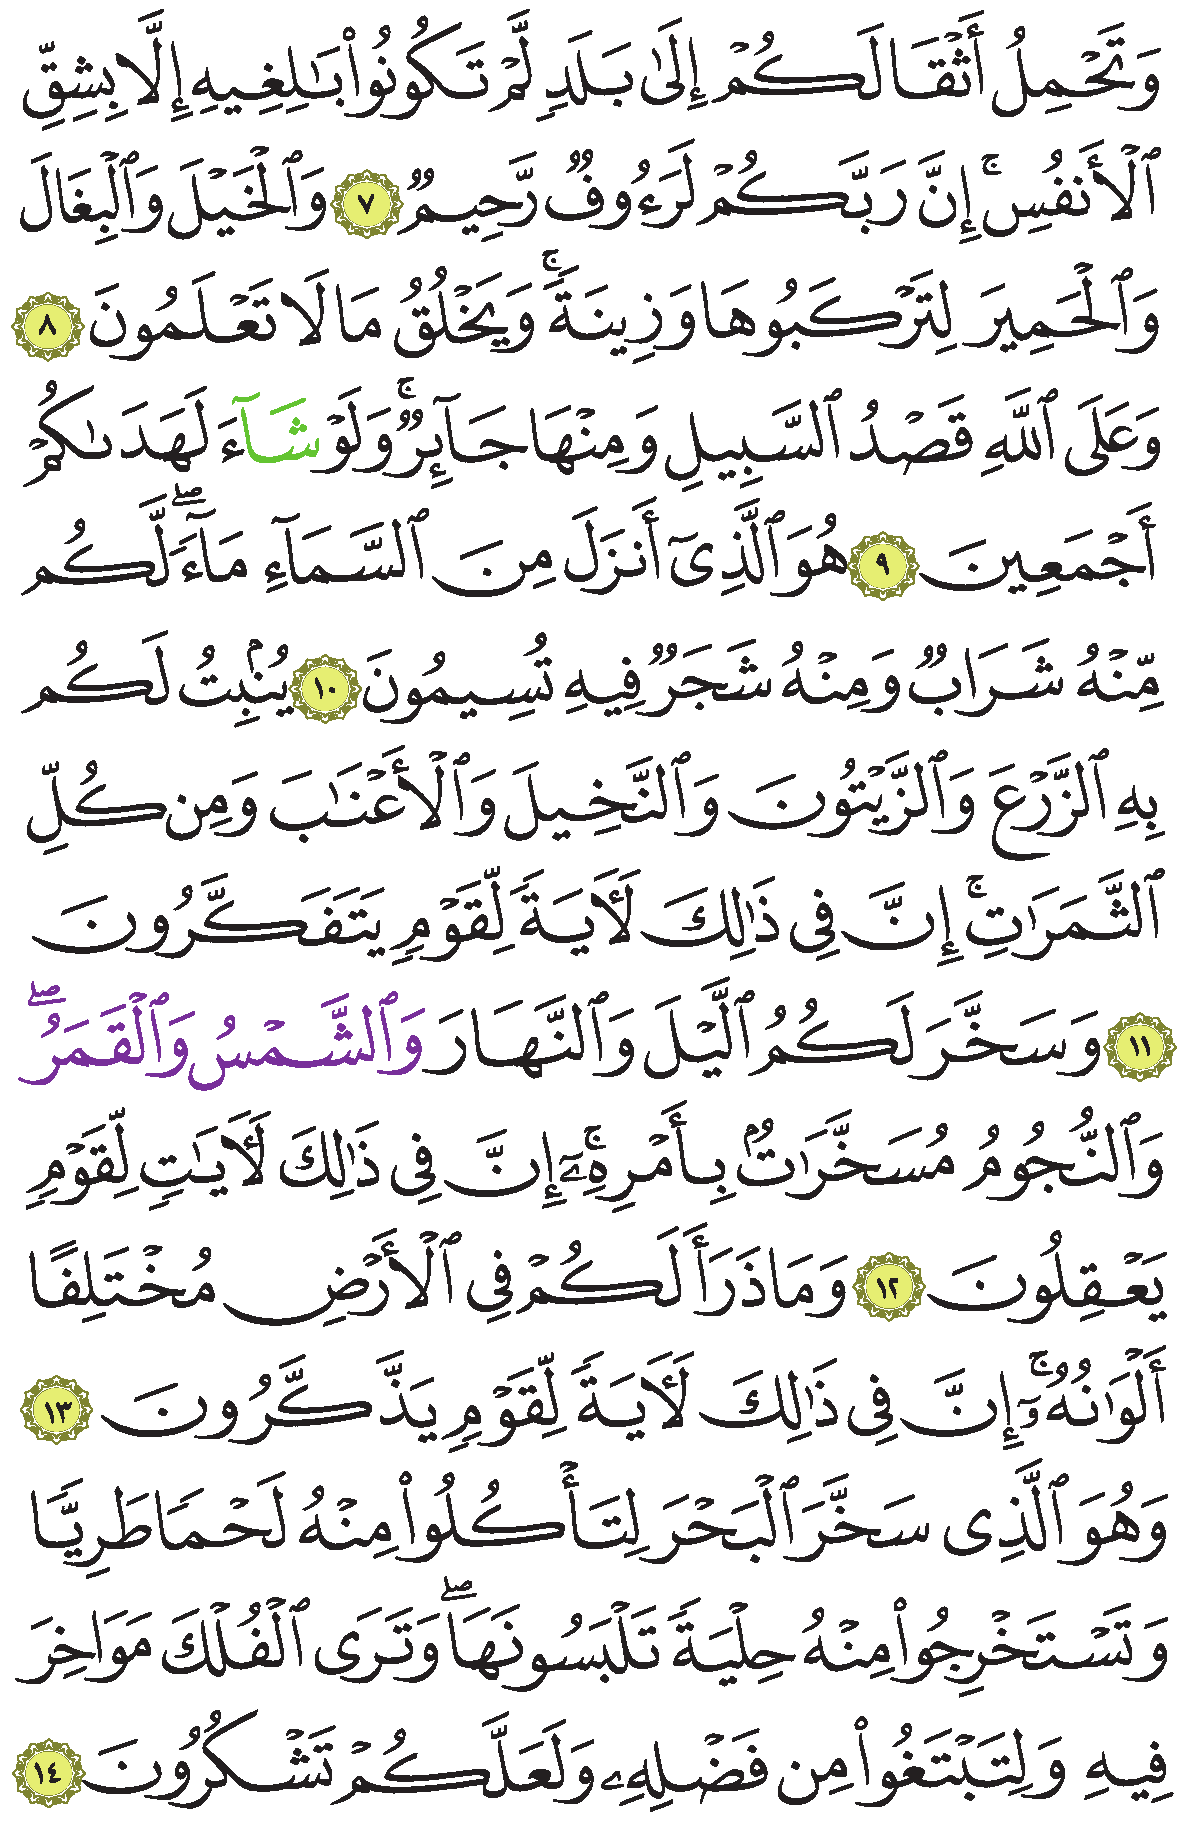 وَتَحْمِلُ أَثْقَالَكُمْ إِلَىٰ بَلَدٍ لَّمْ تَكُونُوا۟ بَٰلِغِيهِ إِلَّا بِشِقِّ
ٱلْأَنفُسِ ۚ إِنَّ رَبَّكُمْ لَرَءُوفٌ رَّحِيمٌ ٧ وَٱلْخَيْلَ وَٱلْبِغَالَ
وَٱلْحَمِيرَ لِتَرْكَبُوهَا وَزِينَةً ۚ وَيَخْلُقُ مَا لَا تَعْلَمُونَ ٨
وَعَلَى ٱللَّهِ قَصْدُ ٱلسَّبِيلِ وَمِنْهَا جَآئِرٌ ۚ وَلَوْ شَآءَ لَهَدَىٰكُمْ
أَجْمَعِينَ ٩ هُوَ ٱلَّذِىٓ أَنزَلَ مِنَ ٱلسَّمَآءِ مَآءً ۖ لَّكُم
مِّنْهُ شَرَابٌ وَمِنْهُ شَجَرٌ فِيهِ تُسِيمُونَ ١٠ يُنۢبِتُ لَكُم
بِهِ ٱلزَّرْعَ وَٱلزَّيْتُونَ وَٱلنَّخِيلَ وَٱلْأَعْنَٰبَ وَمِن كُلِّ
ٱلثَّمَرَٰتِ ۚ إِنَّ فِى ذَٰلِكَ لَءَايَةً لِّقَوْمٍ يَتَفَكَّرُونَ
١١ وَسَخَّرَ لَكُمُ ٱلَّيْلَ وَٱلنَّهَارَ وَٱلشَّمْسَ وَٱلْقَمَرَ ۖ
وَٱلنُّجُومُ مُسَخَّرَٰتٌۢ بِأَمْرِهِۦٓ ۚ إِنَّ فِى ذَٰلِكَ لَءَايَٰتٍ لِّقَوْمٍ
يَعْقِلُونَ ١٢ وَمَا ذَرَأَ لَكُمْ فِى ٱلْأَرْضِ مُخْتَلِفًا
أَلْوَٰنُهُۥٓ ۚ إِنَّ فِى ذَٰلِكَ لَءَايَةً لِّقَوْمٍ يَذَّكَّرُونَ ١٣
وَهُوَ ٱلَّذِى سَخَّرَ ٱلْبَحْرَ لِتَأْكُلُوا۟ مِنْهُ لَحْمًا طَرِيًّا
وَتَسْتَخْرِجُوا۟ مِنْهُ حِلْيَةً تَلْبَسُونَهَا ۖ وَتَرَى ٱلْفُلْكَ مَوَاخِرَ
فِيهِ وَلِتَبْتَغُوا۟ مِن فَضْلِهِۦ وَلَعَلَّكُمْ تَشْكُرُونَ ١٤